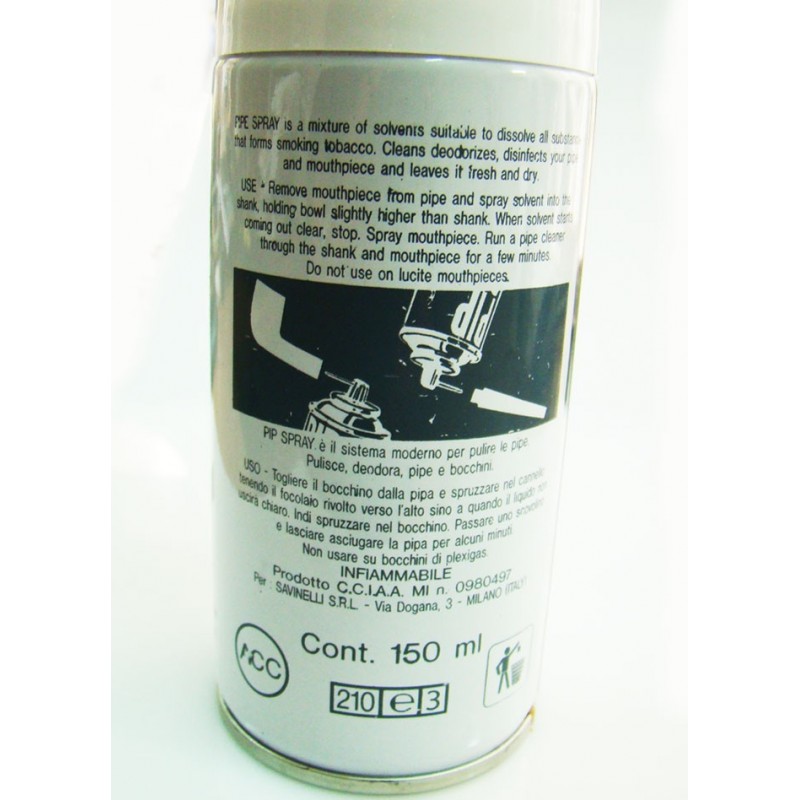 PIPE SPRAY is a mixture of solvents suitable to dissolve all
that forms smoking tobacco. Cleans deodorizes, disinfects your
and mouthpiece and leaves it fresh and dry.
USE - Remove mouthpiece from pipe and spray solvent into the
shank, holding bowl slightly higher than shank. When solvent starts
coming out clear, stop. Spray mouthpiece. Run a pipe cleaner
through the shank and mouthpiece for a few minutes.
Do not use on lucite mouthpieces.
pip
PIP SPRAY è il sistema moderno per pulire le pipe.
Pulisce, deodora, pipe e bocchini.
USO - Togliere il bocchino dalla pipa e spruzzare nel cannello
tenendo il focolaio rivolto verso l'alto sino a quando il liquido non
uscirà chiaro. Indi spruzzare nel bocchino. Passare uno
e lasciare asciugare la pipa per alcuni minuti.
Non usare su bocchini di plexigas.
INFIAMMABILE
Prodotto C.C.I.A.A. MI n. 0980497
Per: SAVINELLI S.R.L. - Via Dogana, 3 - MILANO (ITALY)
Cont. 150 ml
ACC
210 e 3